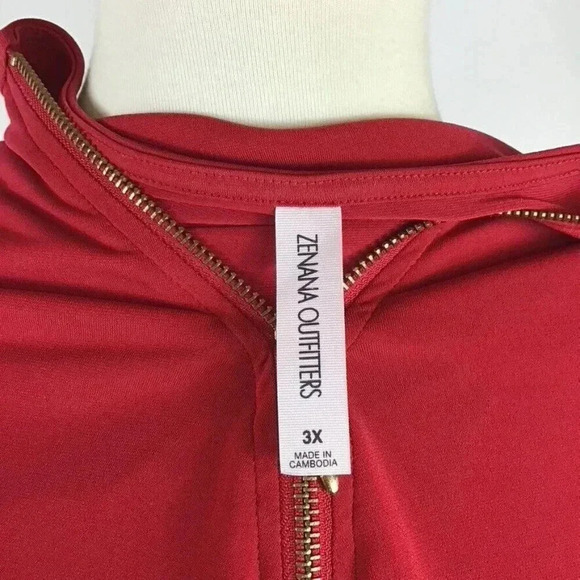 ZENANA OUTFITTERS
3X
MADE IN
CAMBODIA